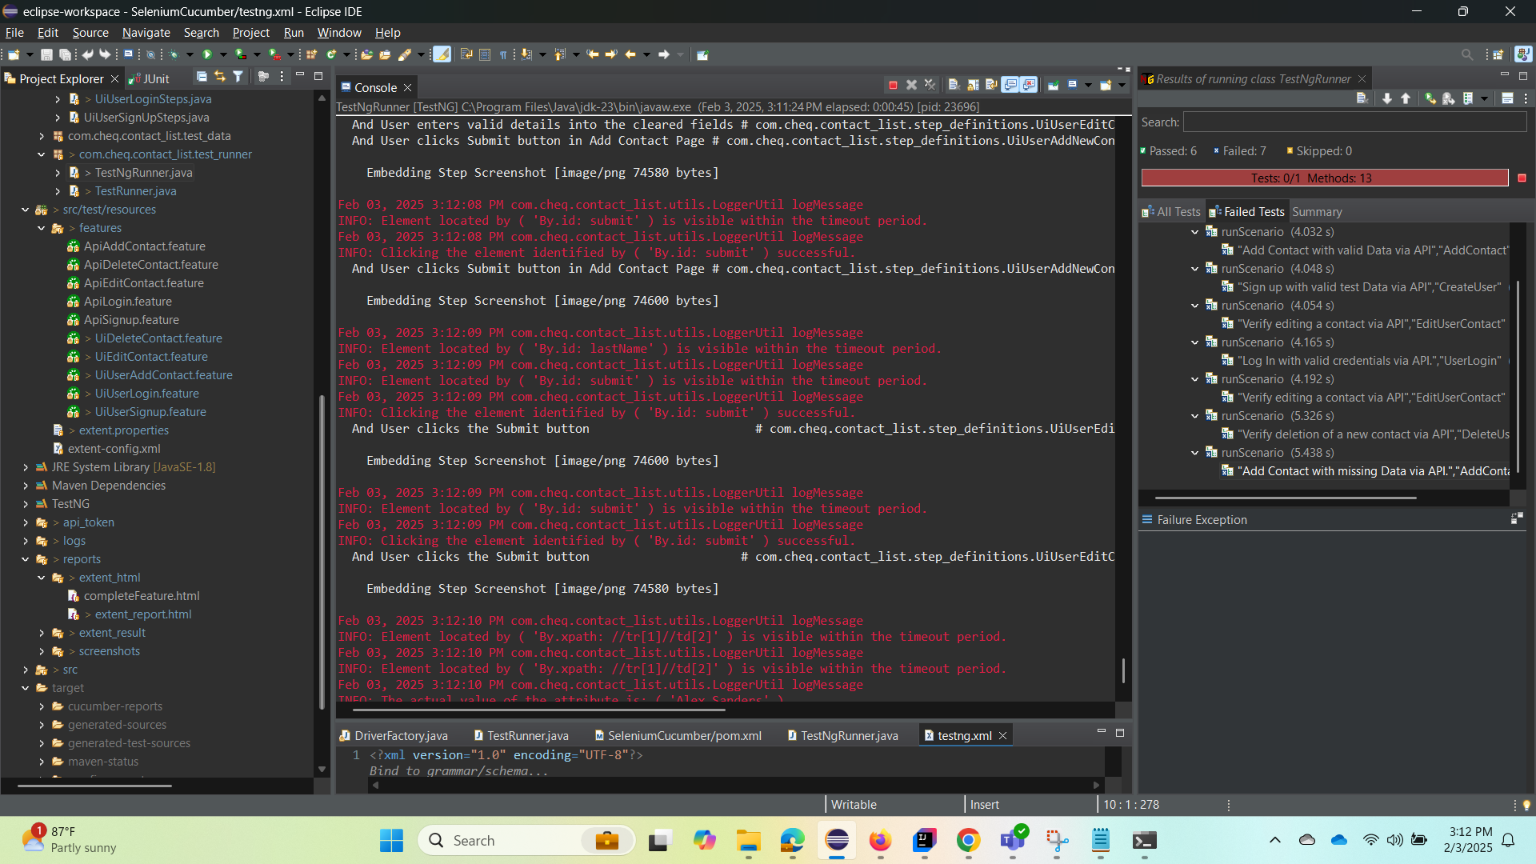 eclipse-workspace - SeleniumCucumber/testng.xml - Eclipse IDE
File Edit Source Navigate Search Project Run Window Help
Project Explorer
JUnit
UiUserLoginSteps.java
UiUserSignUpSteps.java
com.cheq.contact_list.test_data
> com.cheq.contact_list.test_runner
> TestNgRunner.java
> TestRunner.java
> src/test/resources
> features
ApiAddContact.feature
ApiDeleteContact.feature
ApiEditContact.feature
ApiLogin.feature
ApiSignup.feature
> UiDeleteContact.feature
> UiEditContact.feature
> UiUserAddContact.feature
> UiUserLogin.feature
> UiUserSignup.feature
> extent.properties
extent-config.xml
JRE System Library [JavaSE-1.8]
Maven Dependencies
TestNG
> api_token
> logs
> reports
> extent_html
completeFeature.html
> extent_report.html
> extent_result
> screenshots
> src
target
cucumber-reports
generated-sources
generated-test-sources
maven-status
Console
TestNgRunner [TestNG] C:\Program Files\Java\jdk-23\bin\javaw.exe (Feb 3, 2025, 3:11:24 PM elapsed: 0:00:45) [pid: 23696]
And User enters valid details into the cleared fields # com.cheq.contact_list.step_definitions.UiUserEditC
And User clicks Submit button in Add Contact Page # com.cheq.contact_list.step_definitions.UiUserAddNewCon
Embedding Step Screenshot [image/png 74580 bytes]
Feb 03, 2025 3:12:08 PM com.cheq.contact_list.utils.LoggerUtil logMessage
INFO: Element located by ( 'By.id: submit' ) is visible within the timeout period.
Feb 03, 2025 3:12:08 PM com.cheq.contact_list.utils.LoggerUtil logMessage
INFO: Clicking the element identified by ( 'By.id: submit' ) successful.
And User clicks Submit button in Add Contact Page # com.cheq.contact_list.step_definitions.UiUserAddNewCon
Embedding Step Screenshot [image/png 74600 bytes]
Feb 03, 2025 3:12:09 PM com.cheq.contact_list.utils.LoggerUtil logMessage
INFO: Element located by ( 'By.id: lastName' ) is visible within the timeout period.
Feb 03, 2025 3:12:09 PM com.cheq.contact_list.utils.LoggerUtil logMessage
INFO: Element located by ( 'By.id: submit' ) is visible within the timeout period.
Feb 03, 2025 3:12:09 PM com.cheq.contact_list.utils.LoggerUtil logMessage
INFO: Clicking the element identified by ( 'By.id: submit' ) successful.
And User clicks the Submit button # com.cheq.contact_list.step_definitions.UiUserEdi
Embedding Step Screenshot [image/png 74600 bytes]
Feb 03, 2025 3:12:09 PM com.cheq.contact_list.utils.LoggerUtil logMessage
INFO: Element located by ( 'By.id: submit' ) is visible within the timeout period.
Feb 03, 2025 3:12:09 PM com.cheq.contact_list.utils.LoggerUtil logMessage
INFO: Clicking the element identified by ( 'By.id: submit' ) successful.
And User clicks the Submit button # com.cheq.contact_list.step_definitions.UiUserEditC
Embedding Step Screenshot [image/png 74580 bytes]
Feb 03, 2025 3:12:10 PM com.cheq.contact_list.utils.LoggerUtil logMessage
INFO: Element located by ( 'By.xpath: //tr[1]//td[2]' ) is visible within the timeout period.
Feb 03, 2025 3:12:10 PM com.cheq.contact_list.utils.LoggerUtil logMessage
INFO: Element located by ( 'By.xpath: //tr[1]//td[2]' ) is visible within the timeout period.
Feb 03, 2025 3:12:10 PM com.cheq.contact_list.utils.LoggerUtil logMessage
INFO: The actual value of the attribute is: ( 'Alex Sanders' )
DriverFactory.java
TestRunner.java
SeleniumCucumber/pom.xml
TestNgRunner.java
testng.xml
1 <?xml version="1.0" encoding="UTF-8"?>
Bind to grammar/schema...
Results of running class TestNgRunner
Search:
Passed: 6 Failed: 7 Skipped: 0
Tests: 0/1 Methods: 13
All Tests Failed Tests Summary
runScenario (4.032 s)
"Add Contact with valid Data via API","AddContact"
runScenario (4.048 s)
"Sign up with valid test Data via API","CreateUser"
runScenario (4.054 s)
"Verify editing a contact via API","EditUserContact"
runScenario (4.165 s)
"Log In with valid credentials via API.","UserLogin"
runScenario (4.192 s)
"Verify editing a contact via API","EditUserContact"
runScenario (5.326 s)
"Verify deletion of a new contact via API","DeleteUs
runScenario (5.438 s)
"Add Contact with missing Data via API.","AddConta
Failure Exception
Writable Insert 10 : 1 : 278
1
87°F
Partly sunny
Search
3:12 PM
2/3/2025